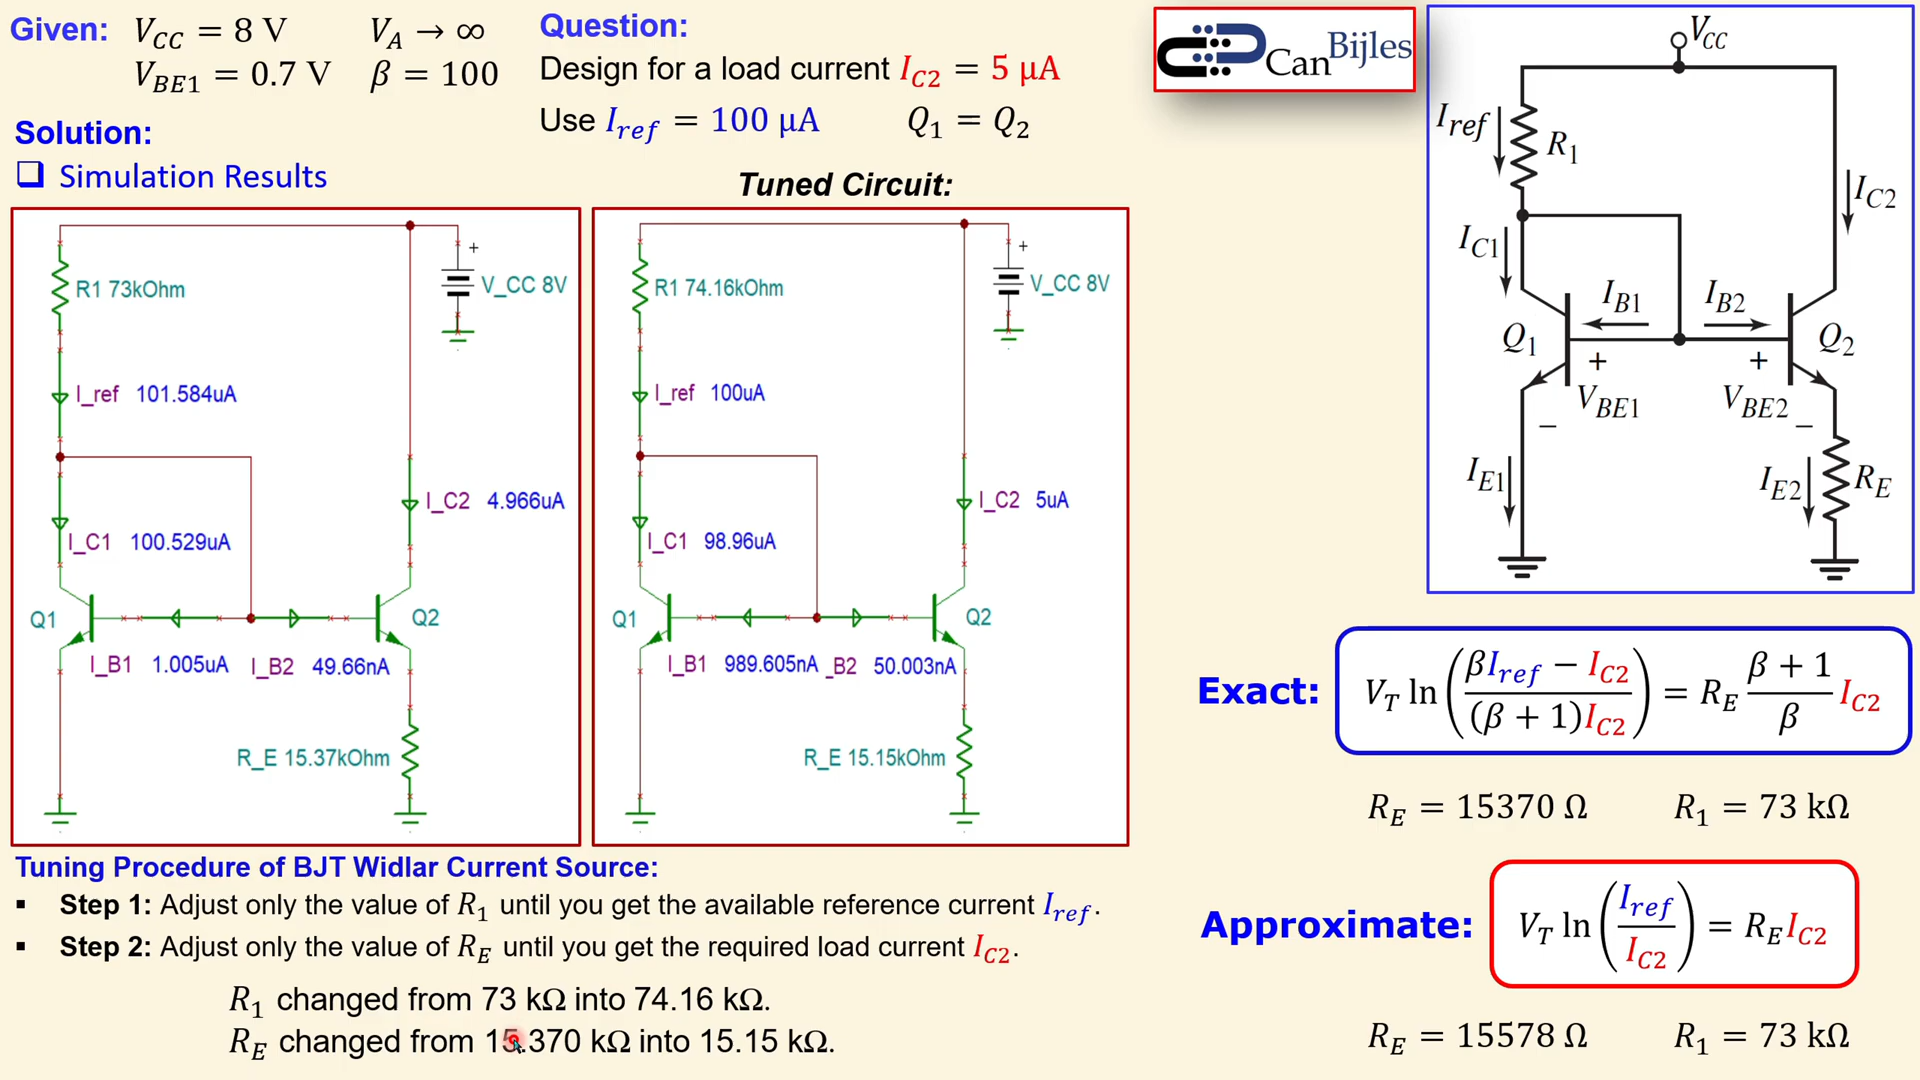 Given: V_CC = 8 V V_A → ∞
V_BE1 = 0.7 V β = 100
Question:
Design for a load current I_C2 = 5 μA
Use I_ref = 100 μA Q_1 = Q_2
CanBijles
Solution:
❑ Simulation Results
Tuned Circuit:
R1 73kOhm
+
V_CC 8V
I_ref 101.584uA
I_C2 4.966uA
I_C1 100.529uA
Q1
Q2
I_B1 1.005uA I_B2 49.66nA
R_E 15.37kOhm
R1 74.16kOhm
+
V_CC 8V
I_ref 100uA
I_C2 5uA
I_C1 98.96uA
Q1
Q2
I_B1 989.605nA _B2 50.003nA
R_E 15.15kOhm
V_CC
I_ref
R_1
I_C2
I_C1
I_B1
I_B2
Q_1
Q_2
+
+
V_BE1
V_BE2
−
−
I_E1
I_E2
R_E
Exact: V_T ln((βI_ref − I_C2)/((β + 1)I_C2)) = R_E (β + 1)/β I_C2
R_E = 15370 Ω R_1 = 73 kΩ
Approximate: V_T ln(I_ref/I_C2) = R_E I_C2
R_E = 15578 Ω R_1 = 73 kΩ
Tuning Procedure of BJT Widlar Current Source:
▪ Step 1: Adjust only the value of R_1 until you get the available reference current I_ref.
▪ Step 2: Adjust only the value of R_E until you get the required load current I_C2.
R_1 changed from 73 kΩ into 74.16 kΩ.
R_E changed from 15.370 kΩ into 15.15 kΩ.